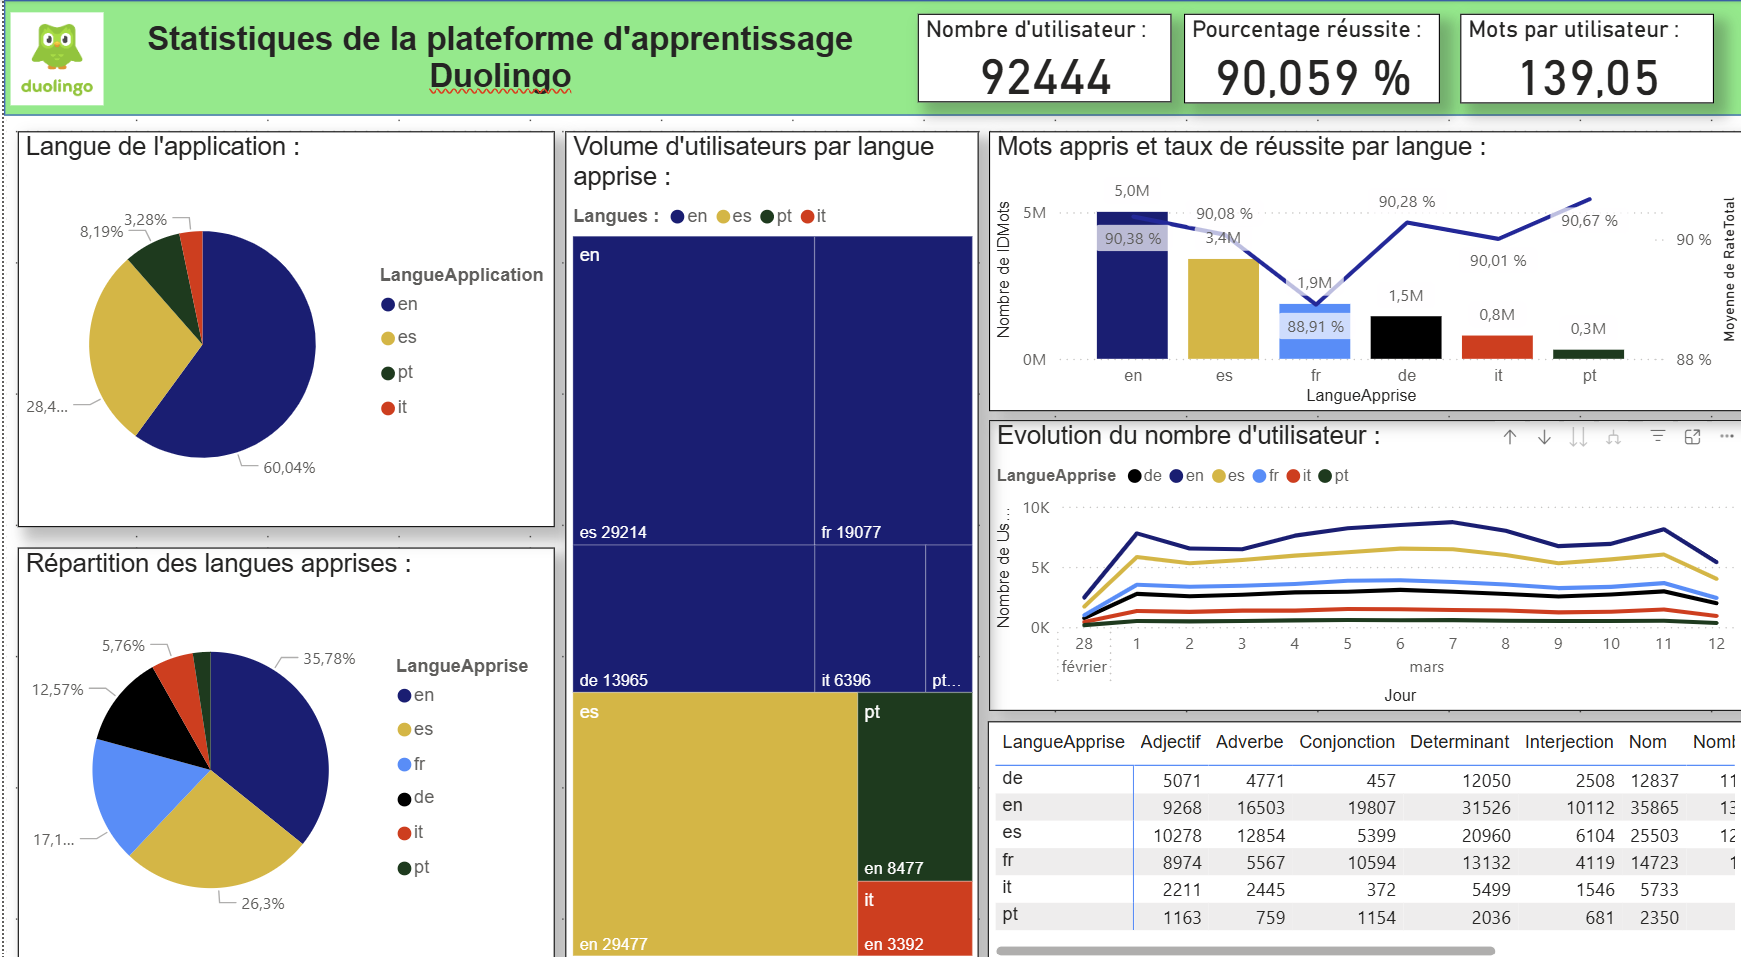 duolingo
Statistiques de la plateforme d'apprentissage
Duolingo
Nombre d'utilisateur :
92444
Pourcentage réussite :
90,059 %
Mots par utilisateur :
139,05
Langue de l'application :
3,28%
8,19%
28,4...
60,04%
LangueApplication
en
es
pt
it
Répartition des langues apprises :
5,76%
35,78%
12,57%
17,1...
26,3%
LangueApprise
en
es
fr
de
it
pt
Volume d'utilisateurs par langue
apprise :
Langues : en es pt it
en
es 29214
fr 19077
de 13965
it 6396
pt...
es
en 29477
pt
en 8477
it
en 3392
Mots appris et taux de réussite par langue :
Nombre de IDMots
5M
0M
5,0M
90,38 %
90,08 %
3,4M
1,9M
88,91 %
90,28 %
1,5M
90,01 %
0,8M
90,67 %
0,3M
90 %
88 %
Moyenne de RateTotal
en es fr de it pt
LangueApprise
Evolution du nombre d'utilisateur :
LangueApprise de en es fr it pt
Nombre de Us...
10K
5K
0K
28 1 2 3 4 5 6 7 8 9 10 11 12
février mars
Jour
LangueApprise Adjectif Adverbe Conjonction Determinant Interjection Nom
de 5071 4771 457 12050 2508 12837
en 9268 16503 19807 31526 10112 35865
es 10278 12854 5399 20960 6104 25503
fr 8974 5567 10594 13132 4119 14723
it 2211 2445 372 5499 1546 5733
pt 1163 759 1154 2036 681 2350